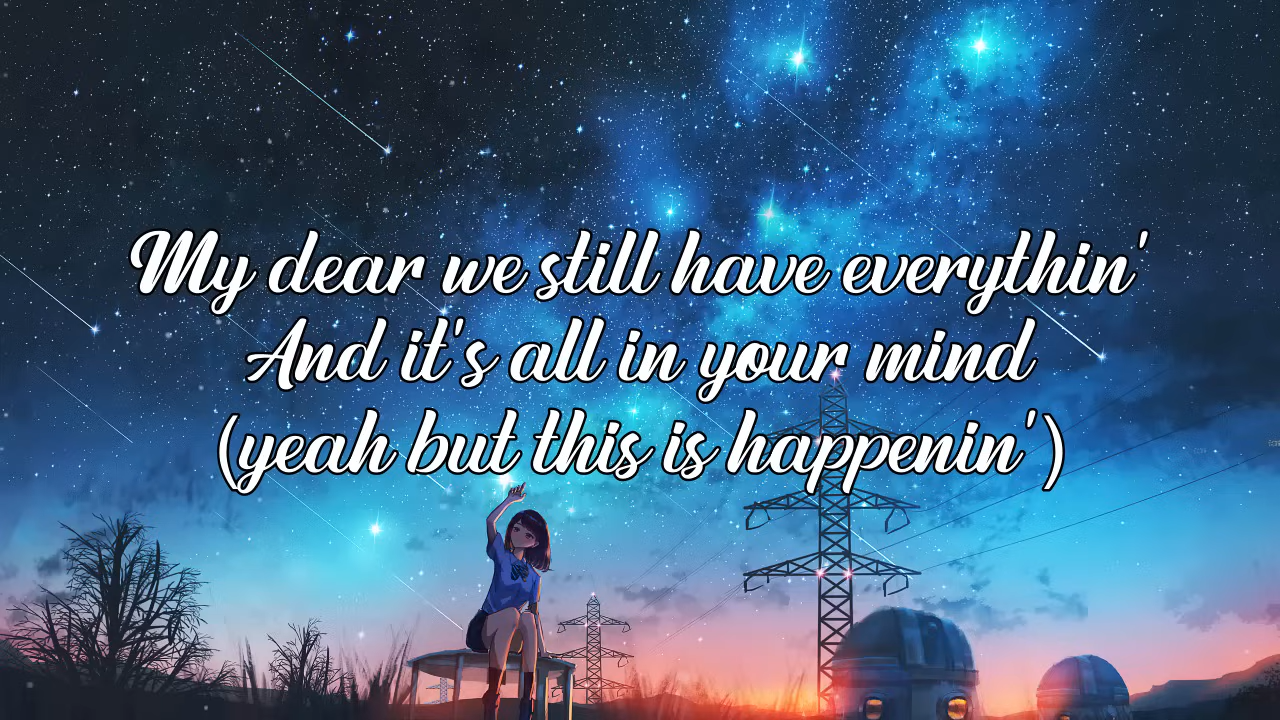 My dear we still have everythin'
And it's all in your mind
(yeah but this is happenin')